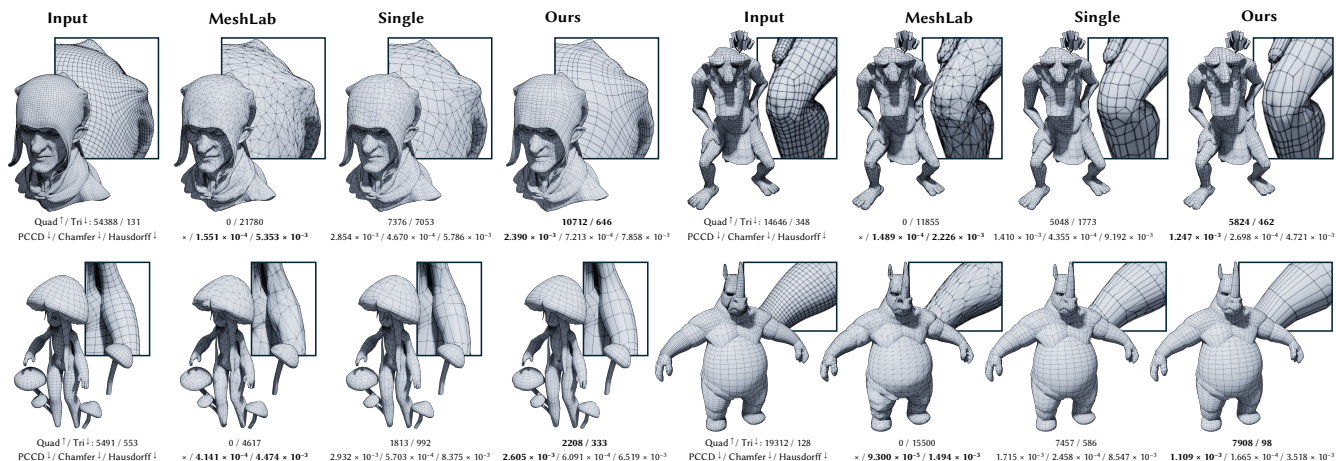 Input MeshLab Single Ours Input MeshLab Single Ours
Quad ↑/ Tri↓: 54388 / 131 0 / 21780 7376 / 7053 10712 / 646 Quad ↑/ Tri↓: 14646 / 348 0 / 11855 5048 / 1773 5824 / 462
PCCD ↓/ Chamfer↓/ Hausdorff↓ × / 1.551 × 10⁻⁴ / 5.353 × 10⁻³ 2.854 × 10⁻³ / 4.670 × 10⁻⁴ / 5.786 × 10⁻³ 2.390 × 10⁻³ / 7.213 × 10⁻⁴ / 7.858 × 10⁻³ PCCD ↓/ Chamfer↓/ Hausdorff↓ × / 1.489 × 10⁻⁴ / 2.226 × 10⁻³ 1.410 × 10⁻³ / 4.355 × 10⁻⁴ / 9.192 × 10⁻³ 1.247 × 10⁻³ / 2.698 × 10⁻⁴ / 4.721 × 10⁻³
Quad ↑/ Tri↓: 5491 / 553 0 / 4617 1813 / 992 2208 / 333 Quad ↑/ Tri↓: 19312 / 128 0 / 15500 7457 / 586 7908 / 98
PCCD ↓/ Chamfer↓/ Hausdorff↓ × / 4.141 × 10⁻⁴ / 4.474 × 10⁻³ 2.932 × 10⁻³ / 5.703 × 10⁻⁴ / 8.375 × 10⁻³ 2.605 × 10⁻³ / 6.091 × 10⁻⁴ / 6.519 × 10⁻³ PCCD ↓/ Chamfer↓/ Hausdorff↓ × / 9.300 × 10⁻⁵ / 1.494 × 10⁻³ 1.715 × 10⁻³ / 2.458 × 10⁻⁴ / 8.547 × 10⁻³ 1.109 × 10⁻³ / 1.665 × 10⁻⁴ / 3.518 × 10⁻³